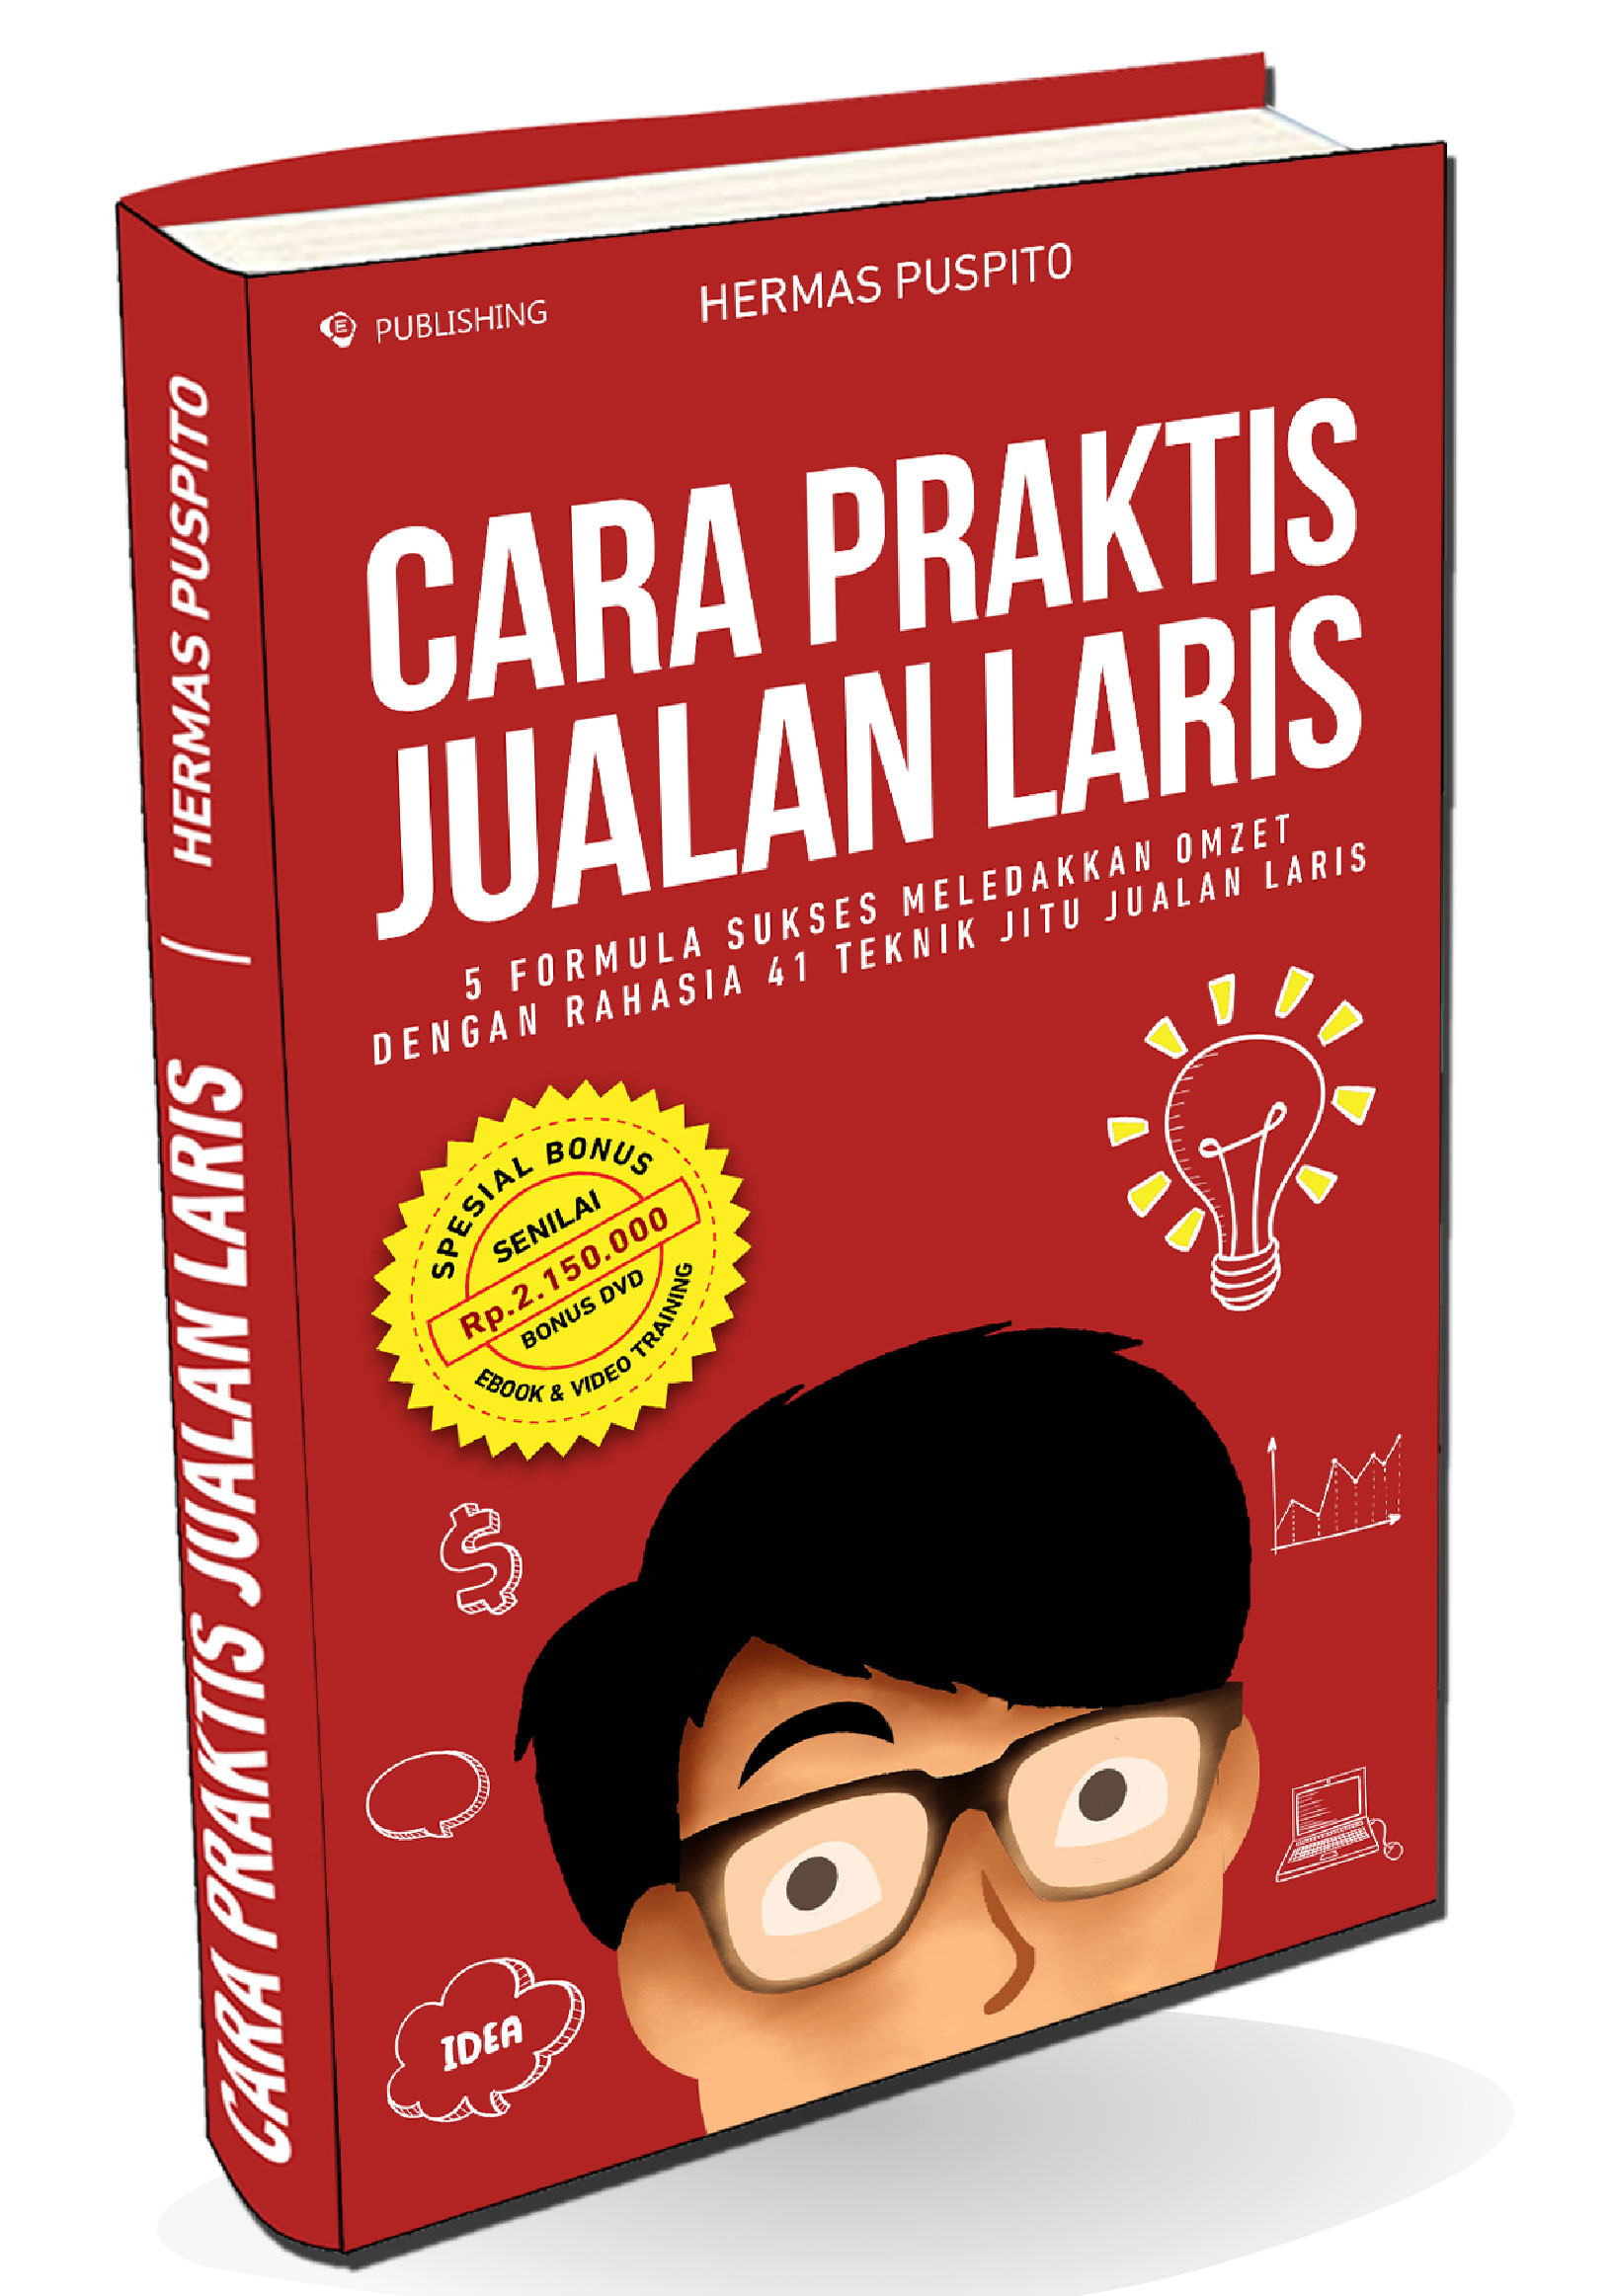 E PUBLISHING
HERMAS PUSPITO
CARA PRAKTIS
JUALAN LARIS
5 FORMULA SUKSES MELEDAKKAN OMZET
DENGAN RAHASIA 41 TEKNIK JITU JUALAN LARIS
SPESIAL BONUS
SENILAI
Rp.2.150.000
BONUS DVD
EBOOK & VIDEO TRAINING
IDEA
CARA PRAKTIS JUALAN LARIS | HERMAS PUSPITO